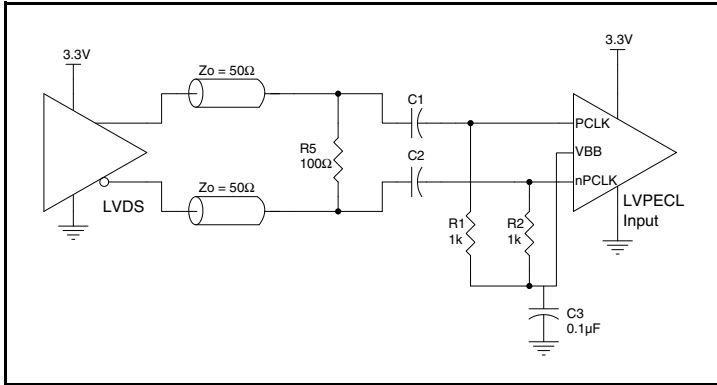 3.3V
3.3V
Zo = 50Ω
C1
PCLK
R5
100Ω
VBB
C2
nPCLK
Zo = 50Ω
LVDS
LVPECL
Input
R1
1k
R2
1k
C3
0.1µF